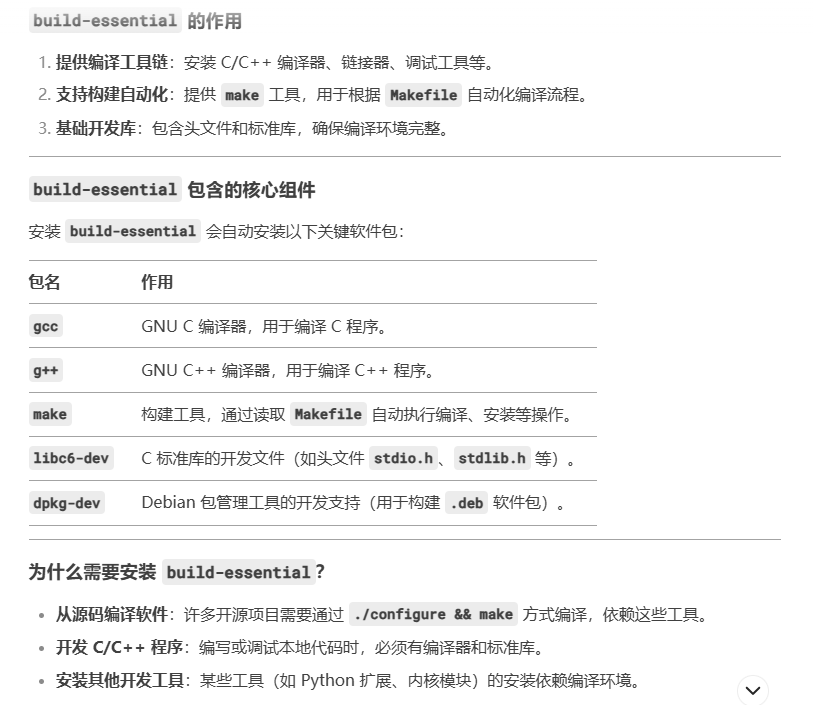 build-essential 的作用
1. 提供编译工具链：安装 C/C++ 编译器、链接器、调试工具等。
2. 支持构建自动化：提供 make 工具，用于根据 Makefile 自动化编译流程。
3. 基础开发库：包含头文件和标准库，确保编译环境完整。
build-essential 包含的核心组件
安装 build-essential 会自动安装以下关键软件包：
包名 作用
gcc GNU C 编译器，用于编译 C 程序。
g++ GNU C++ 编译器，用于编译 C++ 程序。
make 构建工具，通过读取 Makefile 自动执行编译、安装等操作。
libc6-dev C 标准库的开发文件（如头文件 stdio.h、stdlib.h 等）。
dpkg-dev Debian 包管理工具的开发支持（用于构建 .deb 软件包）。
为什么需要安装 build-essential？
• 从源码编译软件：许多开源项目需要通过 ./configure && make 方式编译，依赖这些工具。
• 开发 C/C++ 程序：编写或调试本地代码时，必须有编译器和标准库。
• 安装其他开发工具：某些工具（如 Python 扩展、内核模块）的安装依赖编译环境。